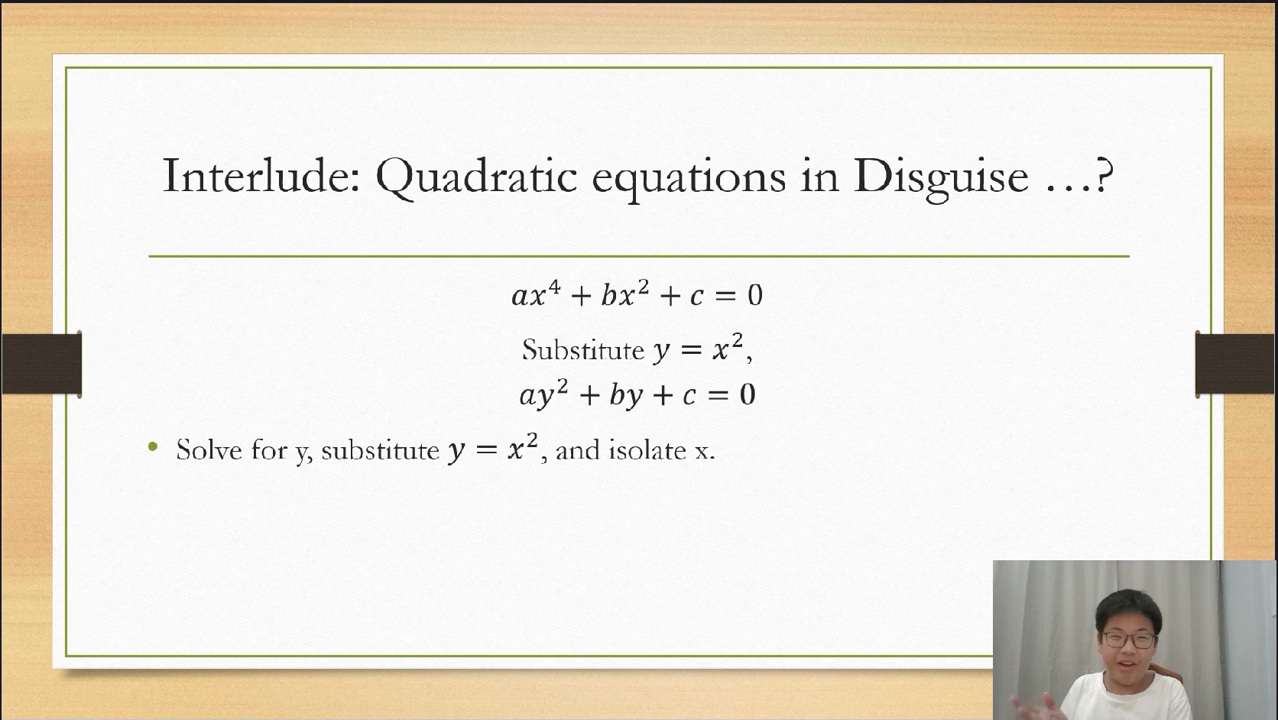 Interlude: Quadratic equations in Disguise …?
𝑎𝑥⁴ + 𝑏𝑥² + 𝑐 = 0
Substitute 𝑦 = 𝑥²,
𝑎𝑦² + 𝑏𝑦 + 𝑐 = 0
• Solve for y, substitute 𝑦 = 𝑥², and isolate x.